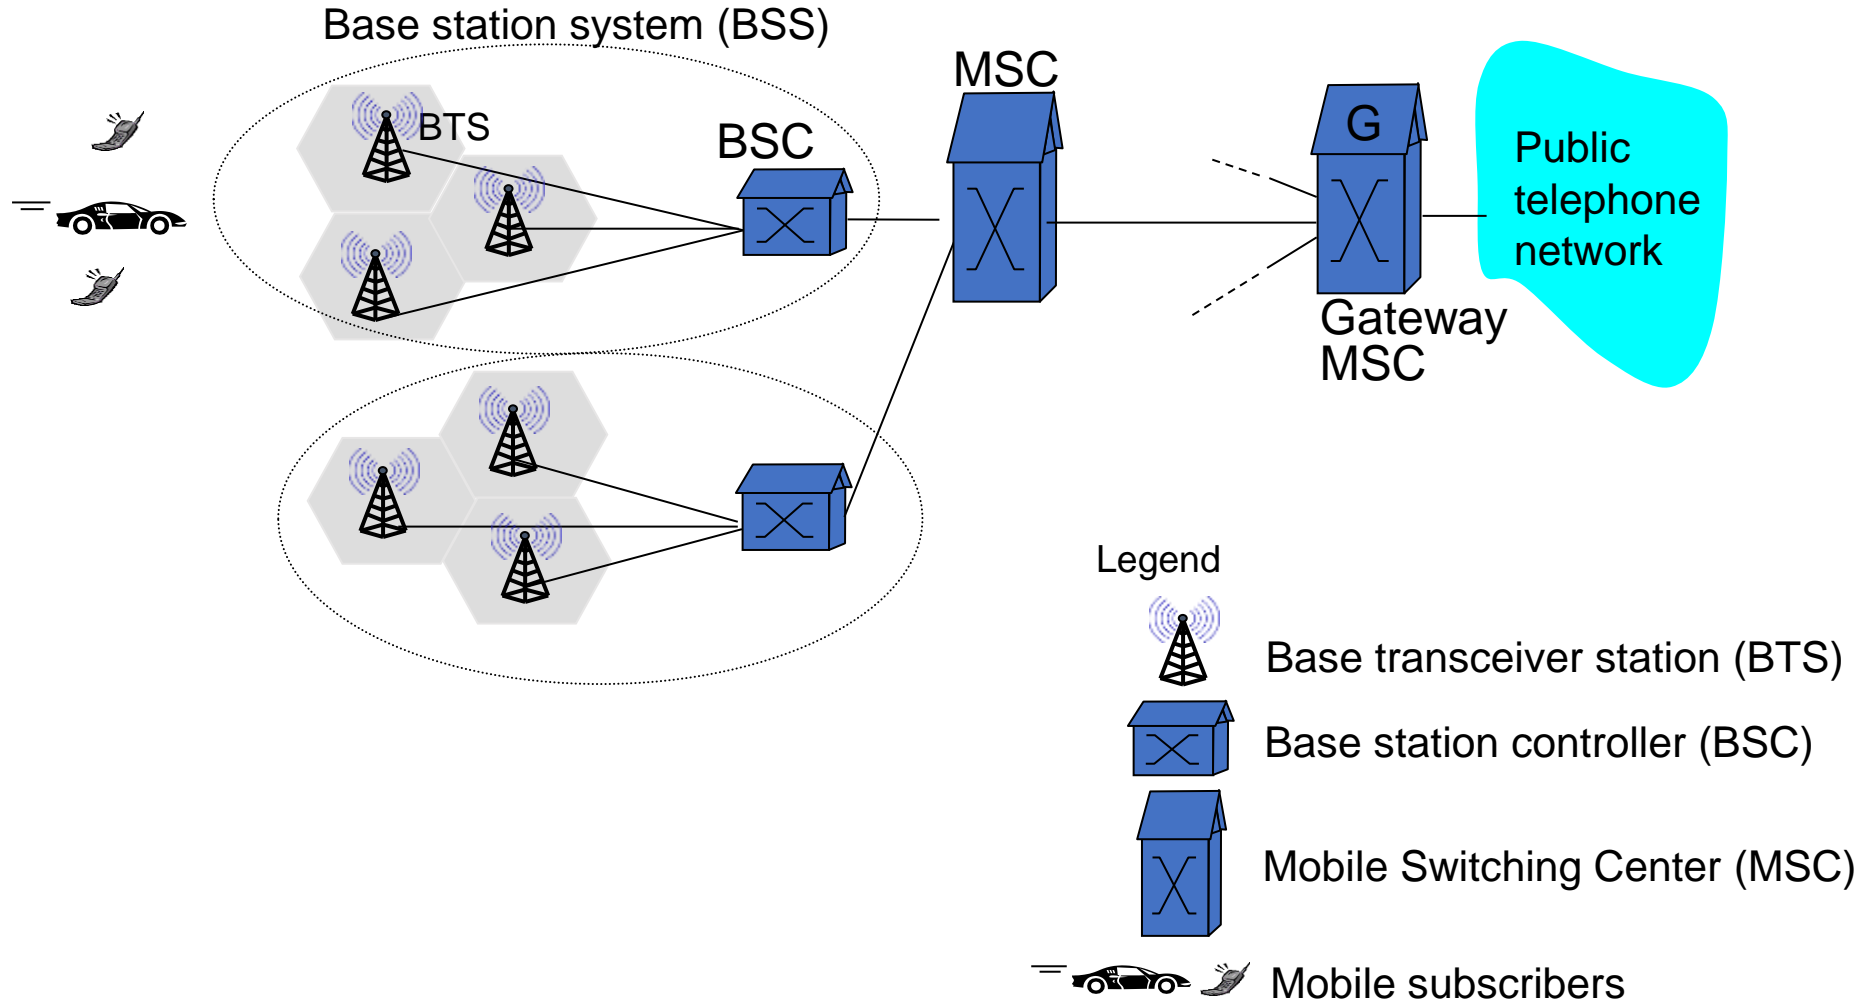 Base station system (BSS)
BTS
BSC
MSC
G
Gateway
MSC
Public
telephone
network
Legend
Base transceiver station (BTS)
Base station controller (BSC)
Mobile Switching Center (MSC)
Mobile subscribers